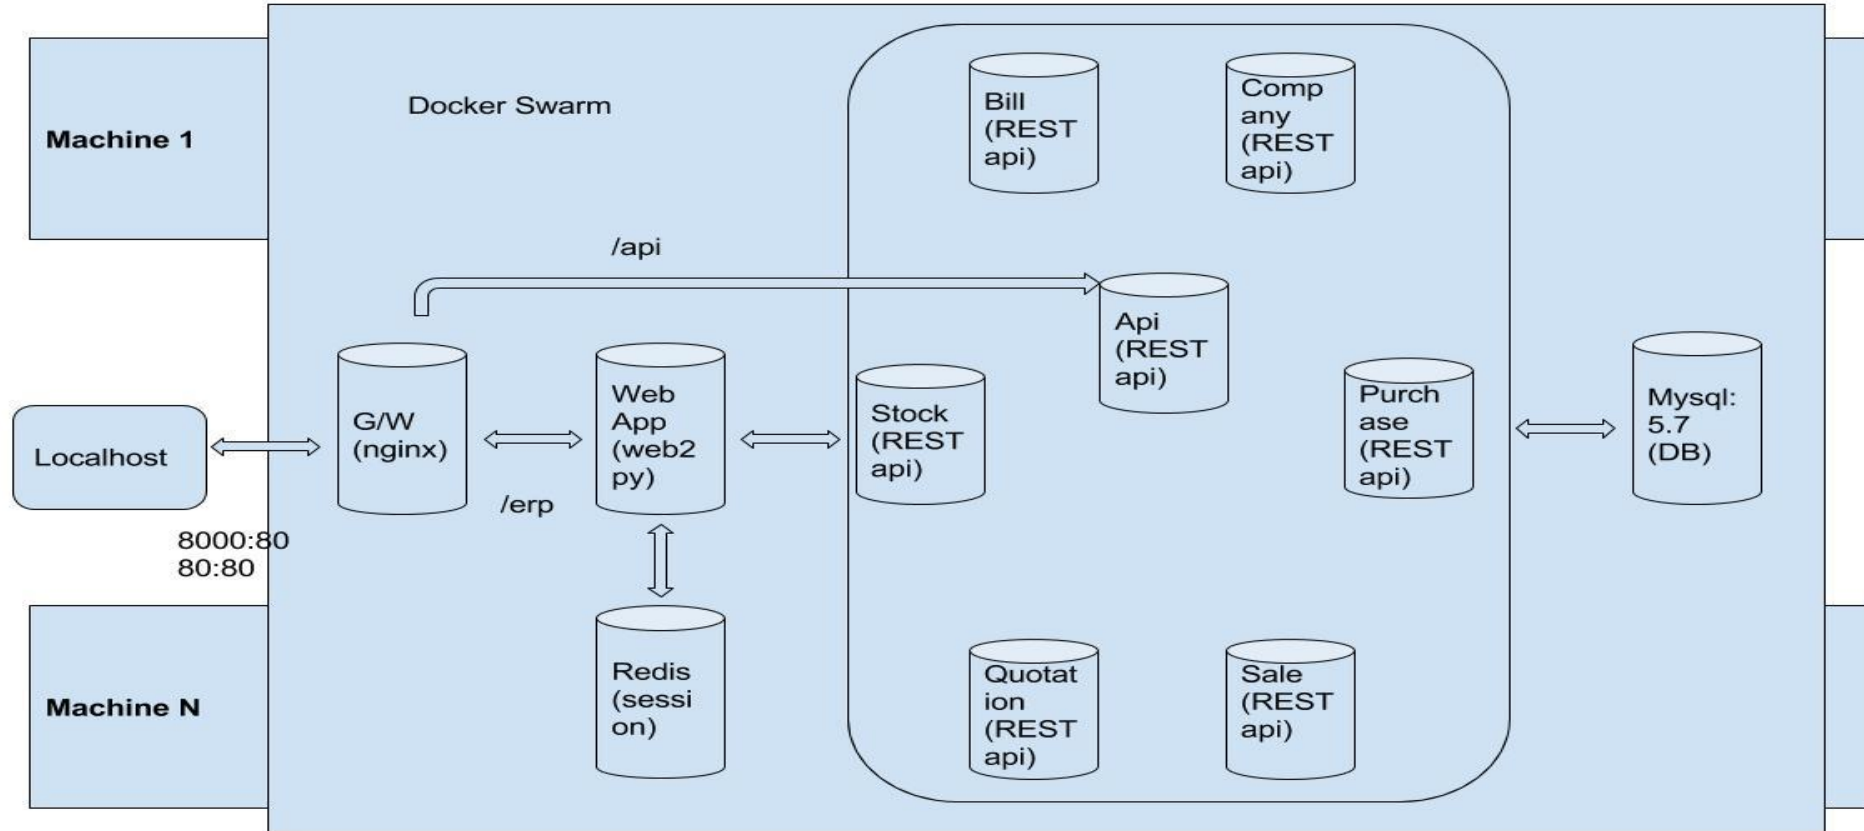 Machine 1
Docker Swarm
Bill
(REST
api)
Comp
any
(REST
api)
/api
Api
(REST
api)
Localhost
8000:80
80:80
G/W
(nginx)
/erp
Web
App
(web2
py)
Stock
(REST
api)
Purch
ase
(REST
api)
Mysql:
5.7
(DB)
Machine N
Redis
(sessi
on)
Quotat
ion
(REST
api)
Sale
(REST
api)